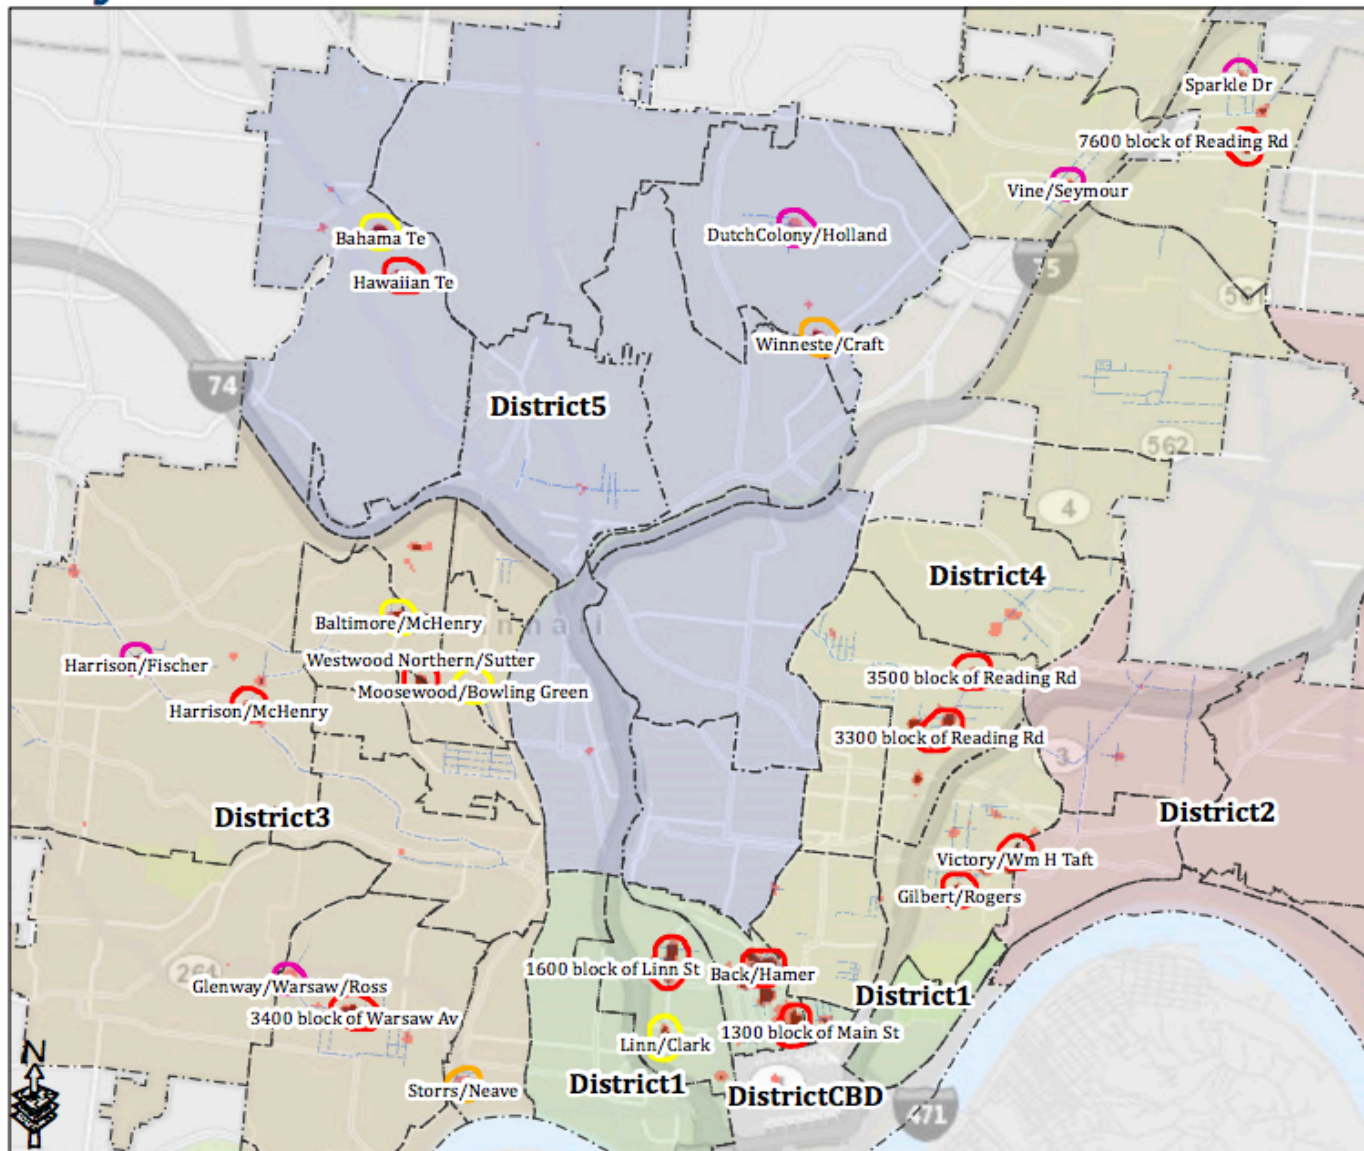 Sparkle Dr
7600 block of Reading Rd
Vine/Seymour
Bahama Te
DutchColony/Holland
Hawaiian Te
75
561
Winneste/Craft
74
District5
562
4
District4
Baltimore/McHenry
nnati
Harrison/Fischer
Westwood Northern/Sutter
Moosewood/Bowling Green
3500 block of Reading Rd
Harrison/McHenry
3300 block of Reading Rd
3
District3
District2
Victory/Wm H Taft
Gilbert/Rogers
264
1600 block of Linn St
Back/Hamer
Glenway/Warsaw/Ross
District1
3400 block of Warsaw Av
1300 block of Main St
Linn/Clark
N
Storrs/Neave
District1
DistrictCBD
471